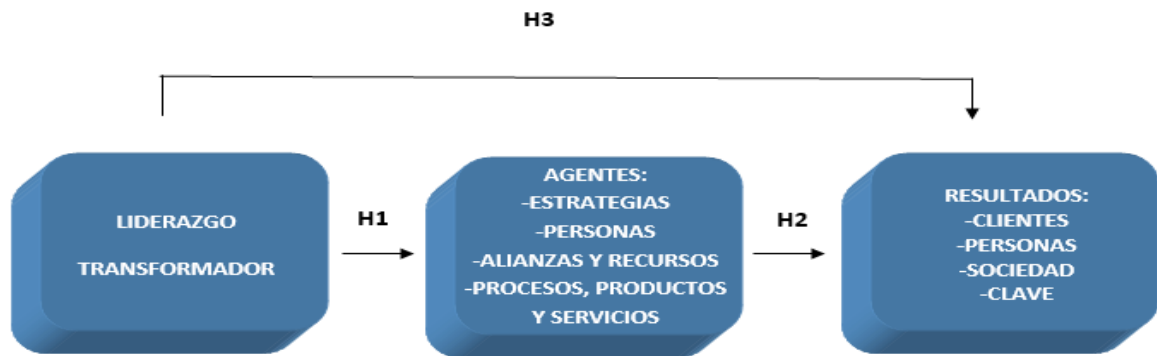 H3
LIDERAZGO
TRANSFORMADOR
H1
AGENTES:
-ESTRATEGIAS
-PERSONAS
-ALIANZAS Y RECURSOS
-PROCESOS, PRODUCTOS
Y SERVICIOS
H2
RESULTADOS:
-CLIENTES
-PERSONAS
-SOCIEDAD
-CLAVE